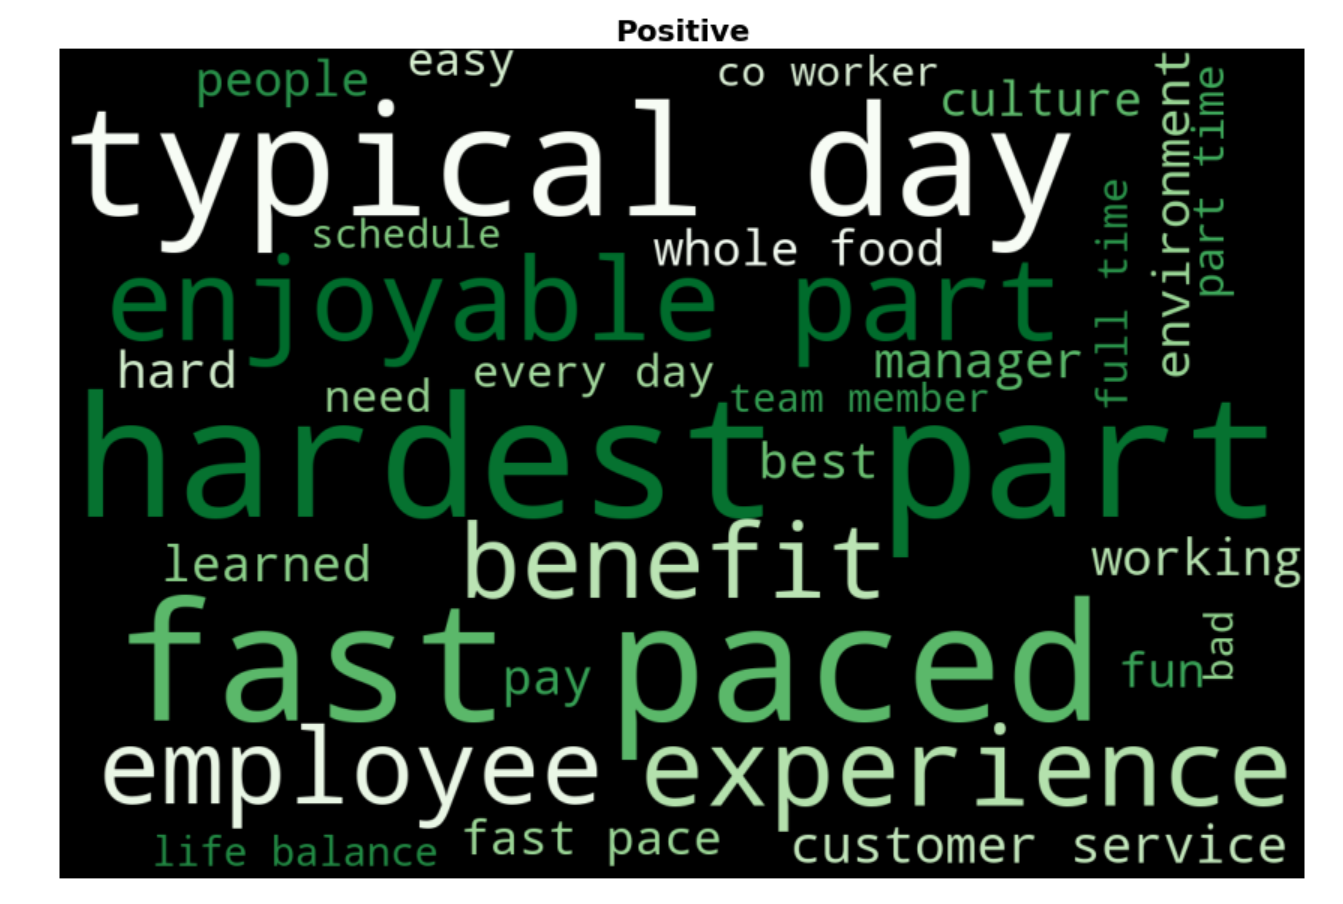 Positive
people
easy
co worker
culture
environment
part time
typical day
full time
schedule
whole food
enjoyable part
hard
every day
manager
need
team member
hardest part
best
benefit
learned
working
fast paced
pay
fun
bad
employee
experience
life balance
fast pace
customer service